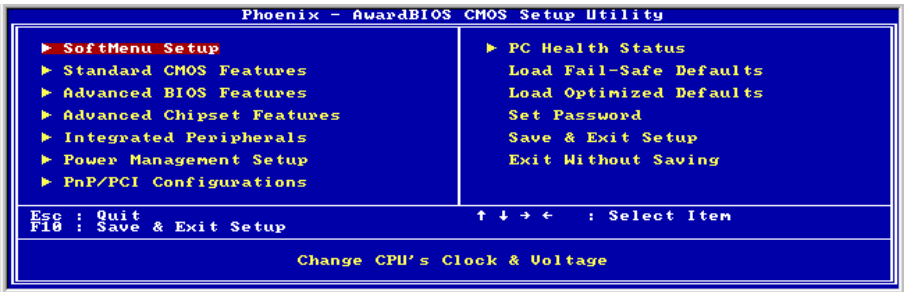 Phoenix - AwardBIOS CMOS Setup Utility
► SoftMenu Setup
► Standard CMOS Features
► Advanced BIOS Features
► Advanced Chipset Features
► Integrated Peripherals
► Power Management Setup
► PnP/PCI Configurations
► PC Health Status
Load Fail-Safe Defaults
Load Optimized Defaults
Set Password
Save & Exit Setup
Exit Without Saving
Esc : Quit
F10 : Save & Exit Setup
↑ ↓ → ← : Select Item
Change CPU's Clock & Voltage